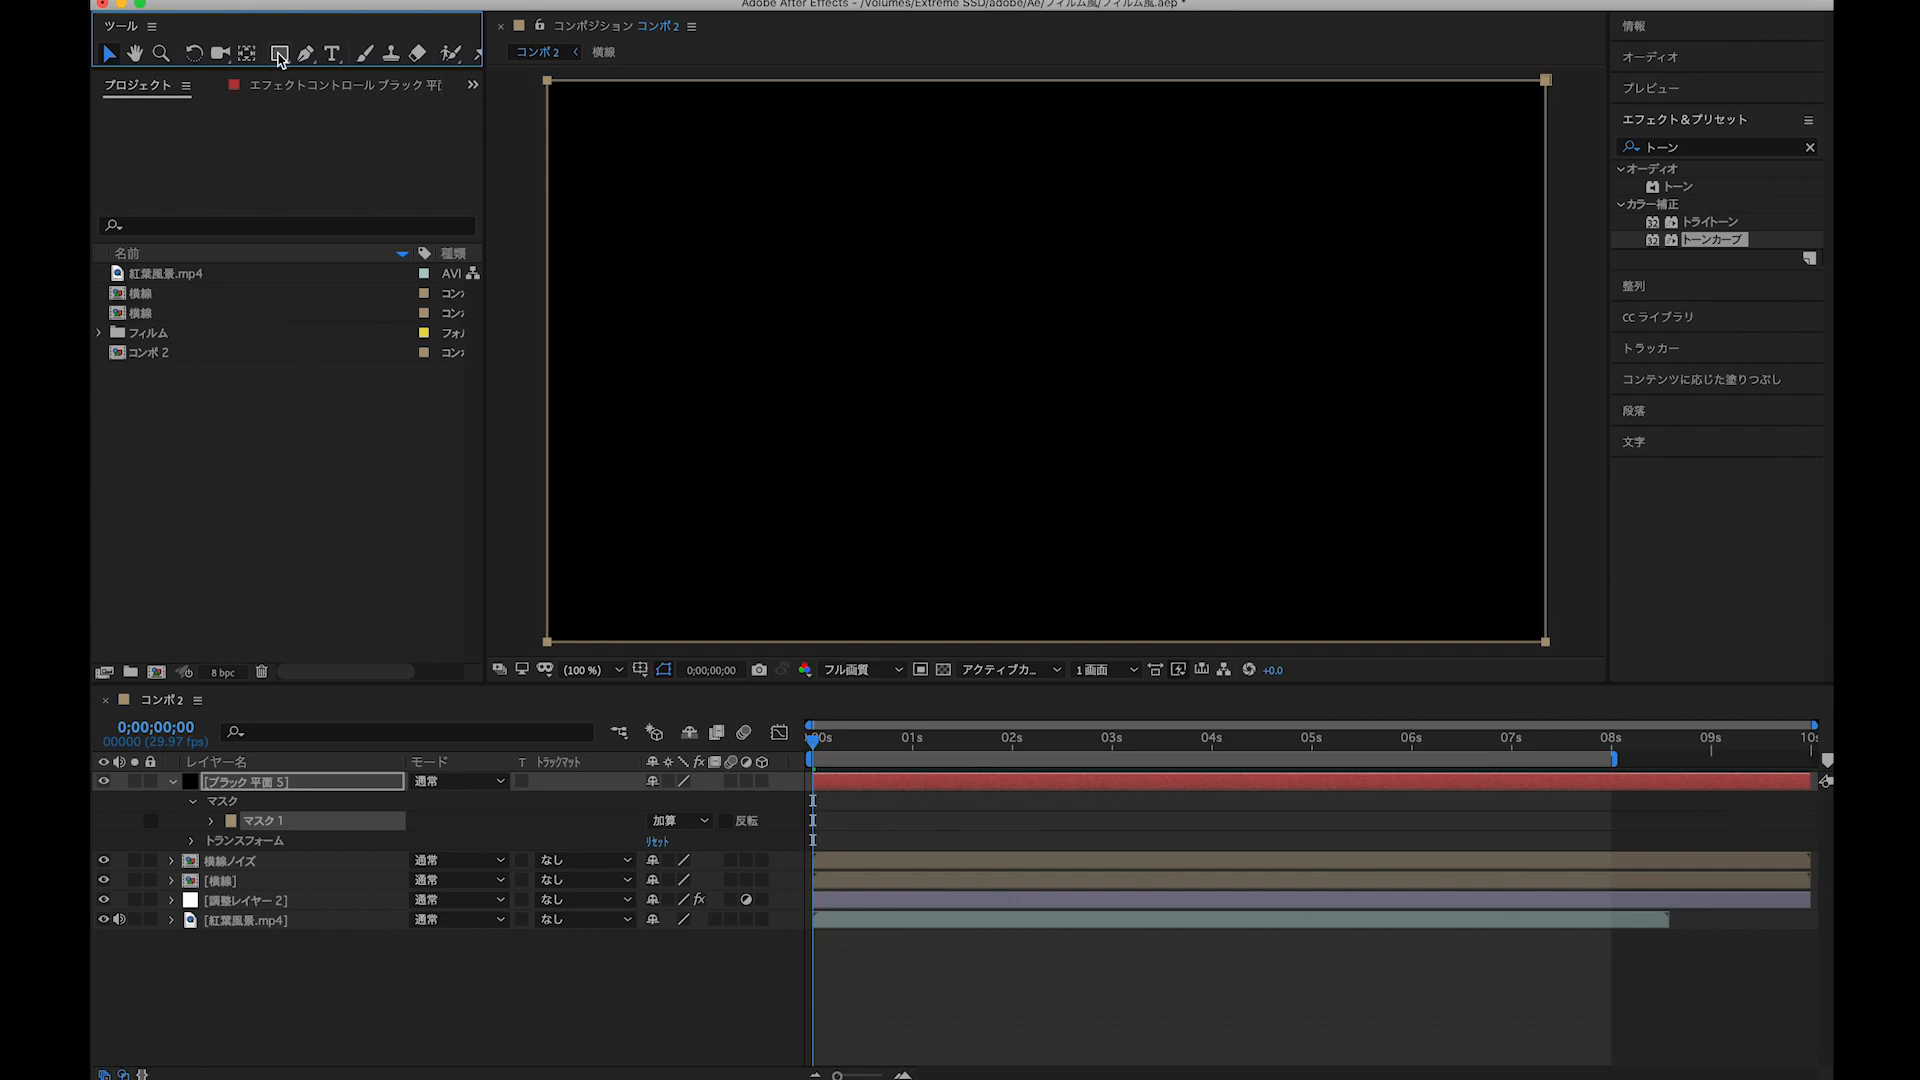 Adobe After Effects - /Volumes/Extreme SSD/adobe/Ae/フィルム風/フィルム風.aep *
ツール
プロジェクト
エフェクトコントロール ブラック 平面
名前
種類
紅葉風景.mp4
AVI
横線
コンポ
横線
コンポ
フィルム
フォル
コンポ 2
コンポ
8 bpc
コンポジション コンポ 2
コンポ 2
横線
(100 %)
0;00;00;00
フル画質
アクティブカ...
1 画面
+0.0
情報
オーディオ
プレビュー
エフェクト＆プリセット
トーン
オーディオ
トーン
カラー補正
32 トライトーン
32 トーンカーブ
整列
CC ライブラリ
トラッカー
コンテンツに応じた塗りつぶし
段落
文字
コンポ 2
0;00;00;00
00000 (29.97 fps)
レイヤー名
モード
T トラックマット
fx
00s 01s 02s 03s 04s 05s 06s 07s 08s 09s 10s
[ブラック 平面 5]
通常
マスク
マスク 1
加算
反転
トランスフォーム
リセット
横線ノイズ
通常
なし
[横線]
通常
なし
[調整レイヤー 2]
通常
なし
fx
[紅葉風景.mp4]
通常
なし